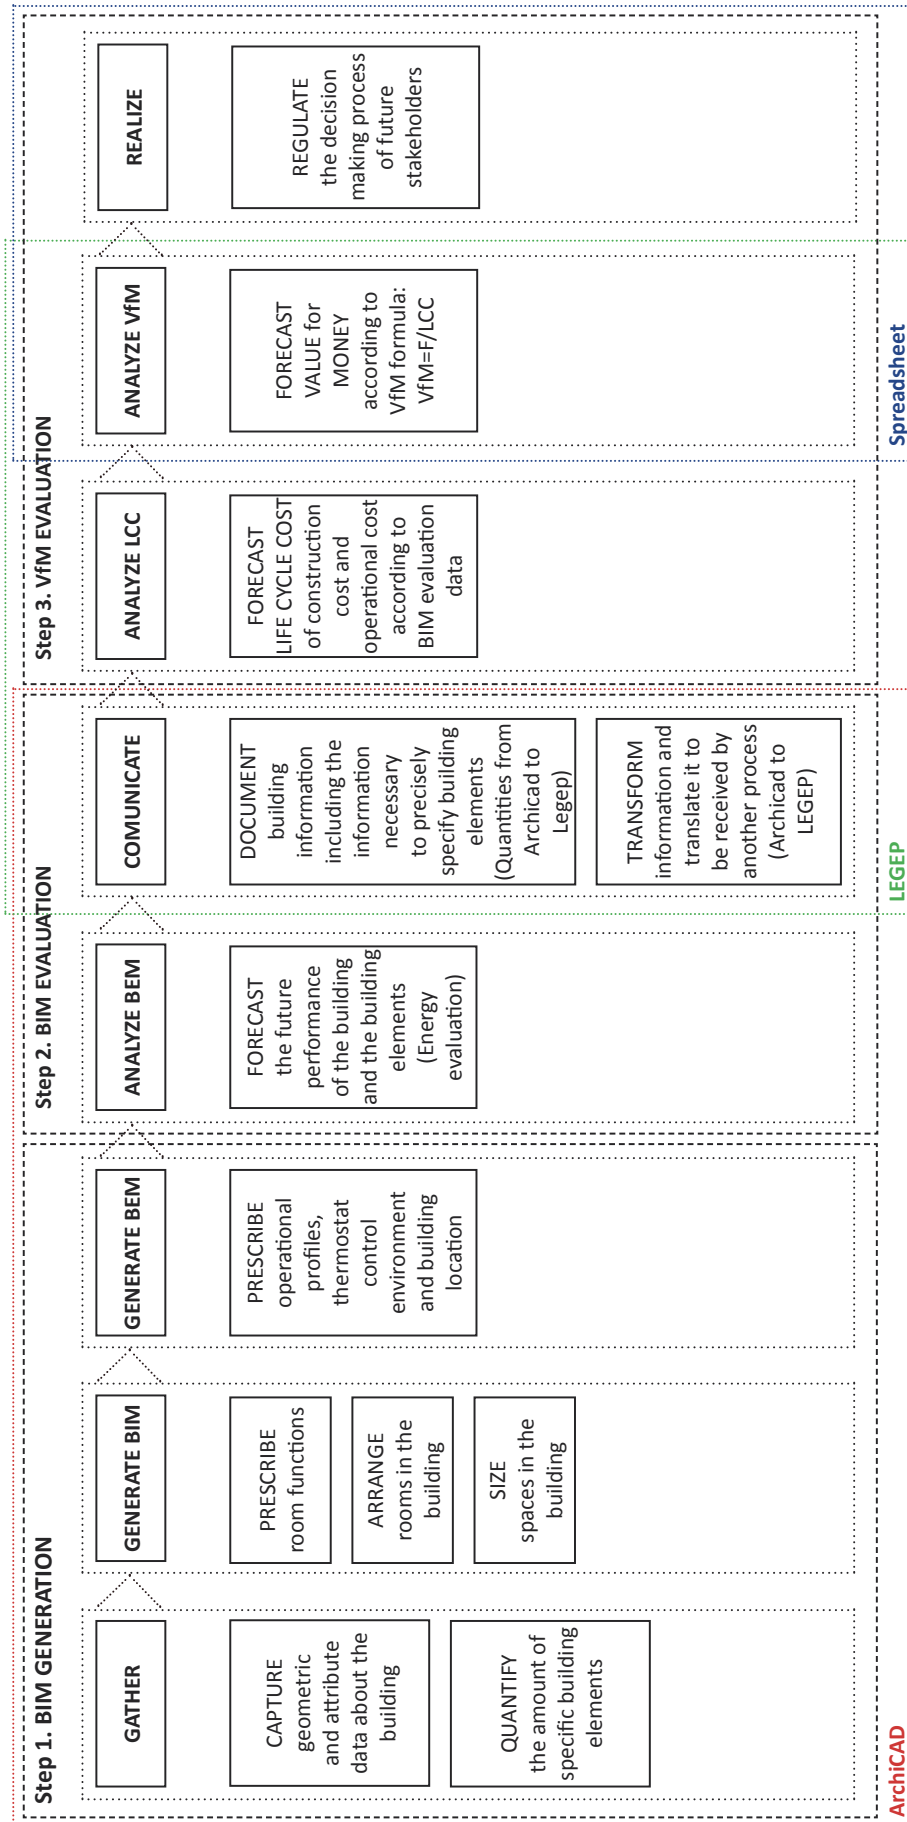 Step 1. BIM GENERATION
GATHER
CAPTURE
geometric
and attribute
data about the
building
QUANTIFY
the amount of
specific building
elements
GENERATE BIM
PRESCRIBE
room functions
ARRANGE
rooms in the
building
SIZE
spaces in the
building
GENERATE BEM
PRESCRIBE
operational
profiles,
thermostat
control
environment
and building
location
Step 2. BIM EVALUATION
ANALYZE BEM
FORECAST
the future
performance
of the building
and the building
elements
(Energy
evaluation)
COMUNICATE
DOCUMENT
building
information
including the
information
necessary
to precisely
specify building
elements
(Quantities from
Archicad to
Legep)
TRANSFORM
information and
translate it to
be received by
another process
(Archicad to
LEGEP)
Step 3. VfM EVALUATION
ANALYZE LCC
FORECAST
LIFE CYCLE COST
of construction
cost and
operational cost
according to
BIM evaluation
data
ANALYZE VfM
FORECAST
VALUE for
MONEY
according to
VfM formula:
VfM=F/LCC
REALIZE
REGULATE
the decision
making process
of future
stakeholders
ArchiCAD
LEGEP
Spreadsheet